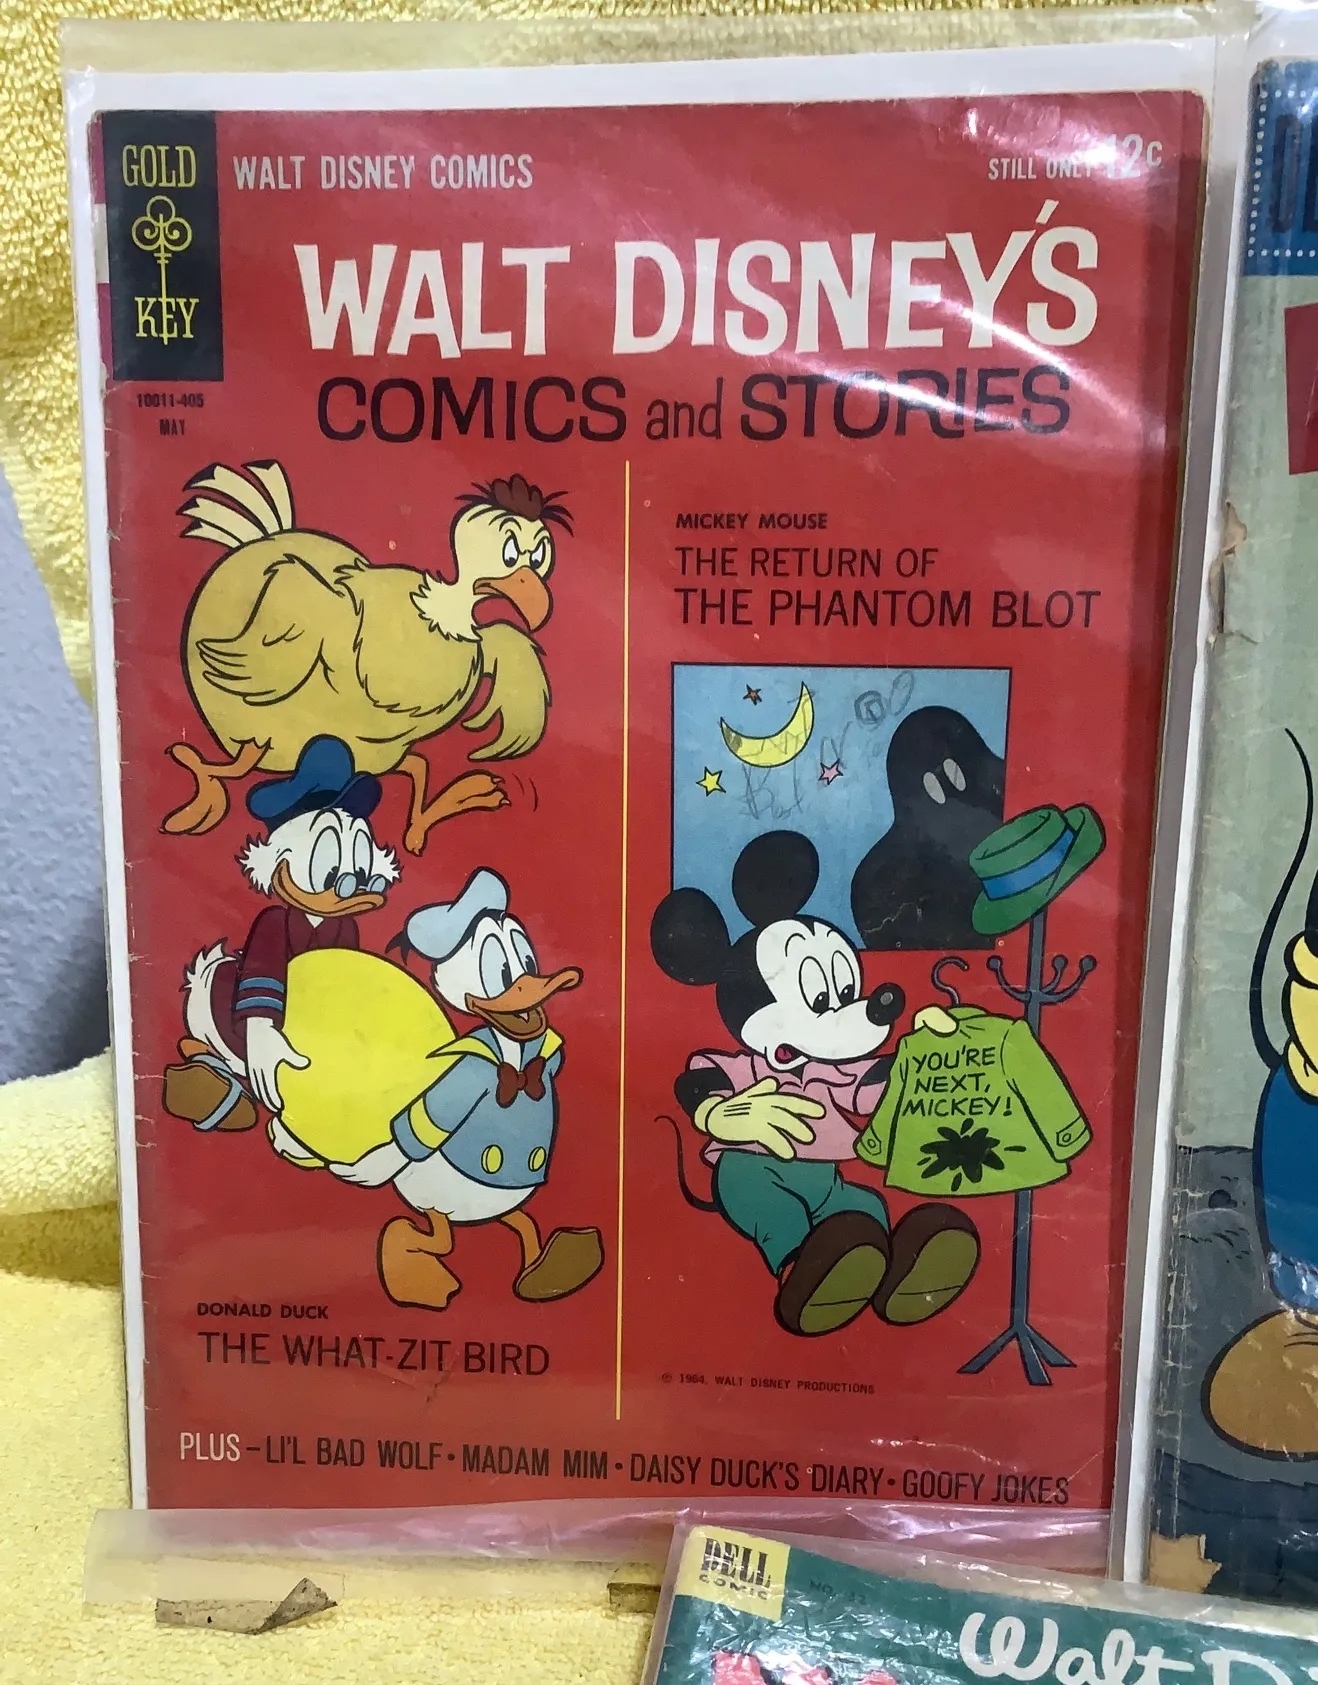 GOLD
KEY
WALT DISNEY COMICS
STILL ONLY 12c
WALT DISNEY'S
COMICS and STORIES
10011-405
MAY
MICKEY MOUSE
THE RETURN OF
THE PHANTOM BLOT
YOU'RE
NEXT,
MICKEY!
DONALD DUCK
THE WHAT-ZIT BIRD
© 1964, WALT DISNEY PRODUCTIONS
PLUS – LI'L BAD WOLF • MADAM MIM • DAISY DUCK'S DIARY • GOOFY JOKES
DELL
COMIC
Walt